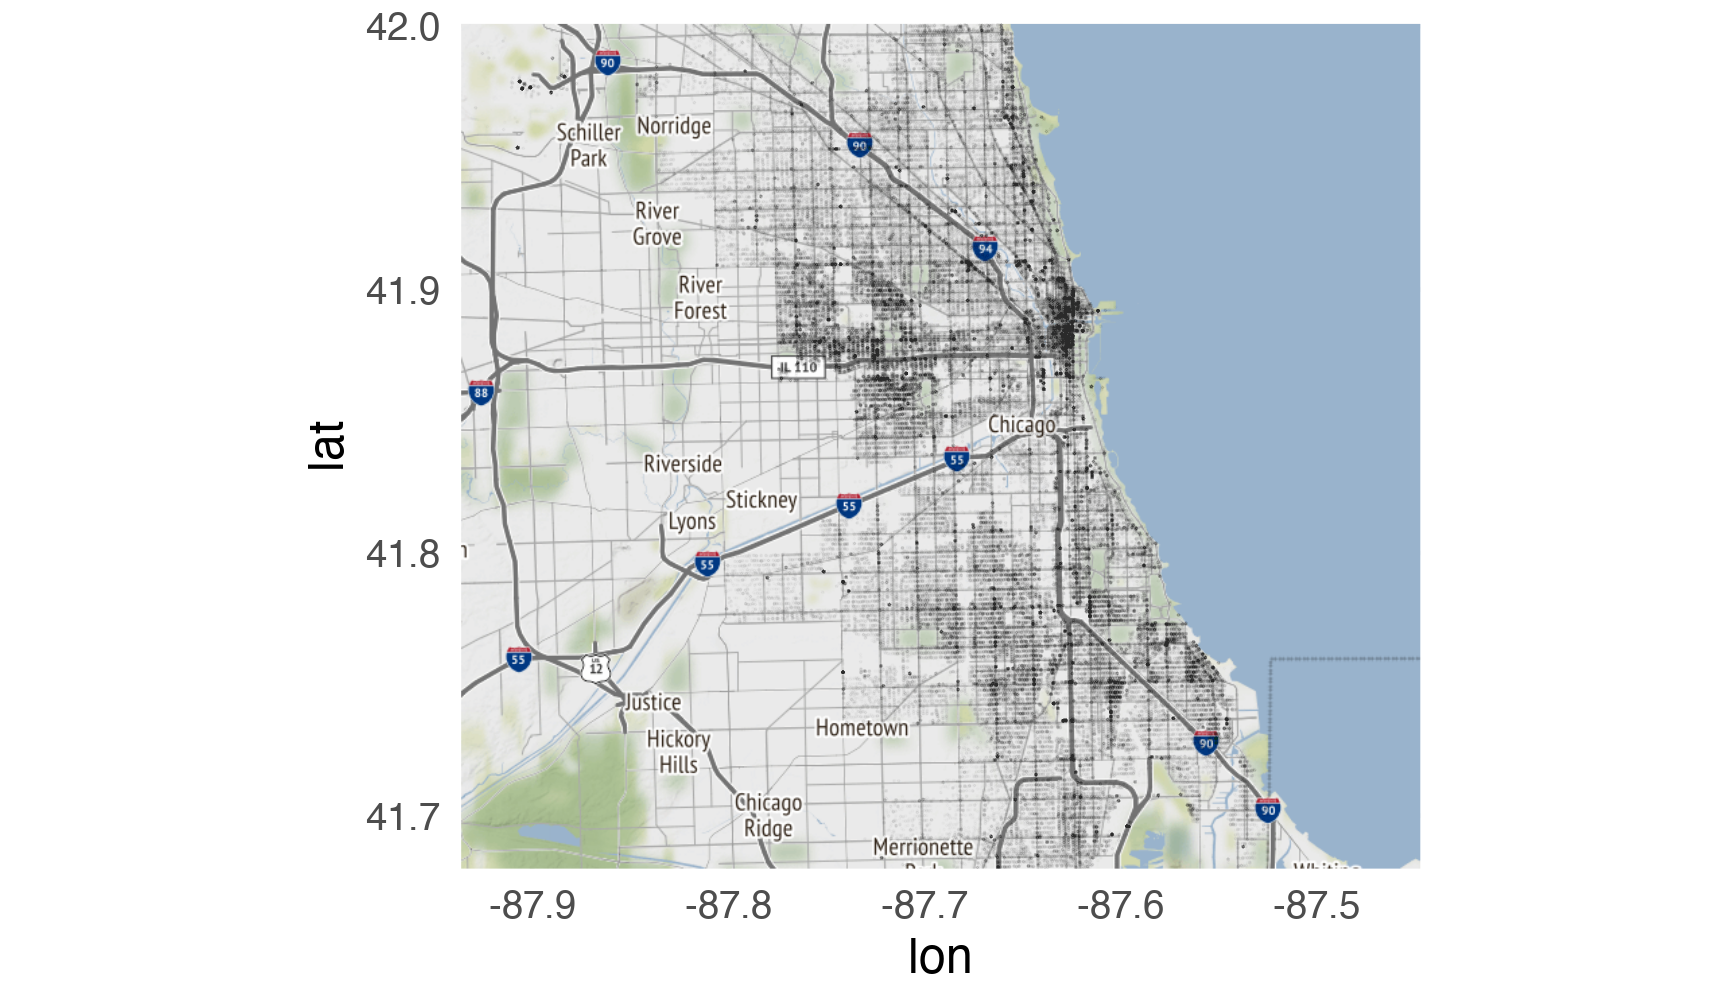 42.0
90
Schiller
Park
Norridge
90
River
Grove
94
41.9
River
Forest
IL 110
88
Chicago
lat
55
Riverside
Stickney
55
Lyons
41.8
55
55
US
12
Justice
Hometown
Hickory
Hills
90
Chicago
Ridge
90
41.7
Merrionette
-87.9
-87.8
-87.7
-87.6
-87.5
lon